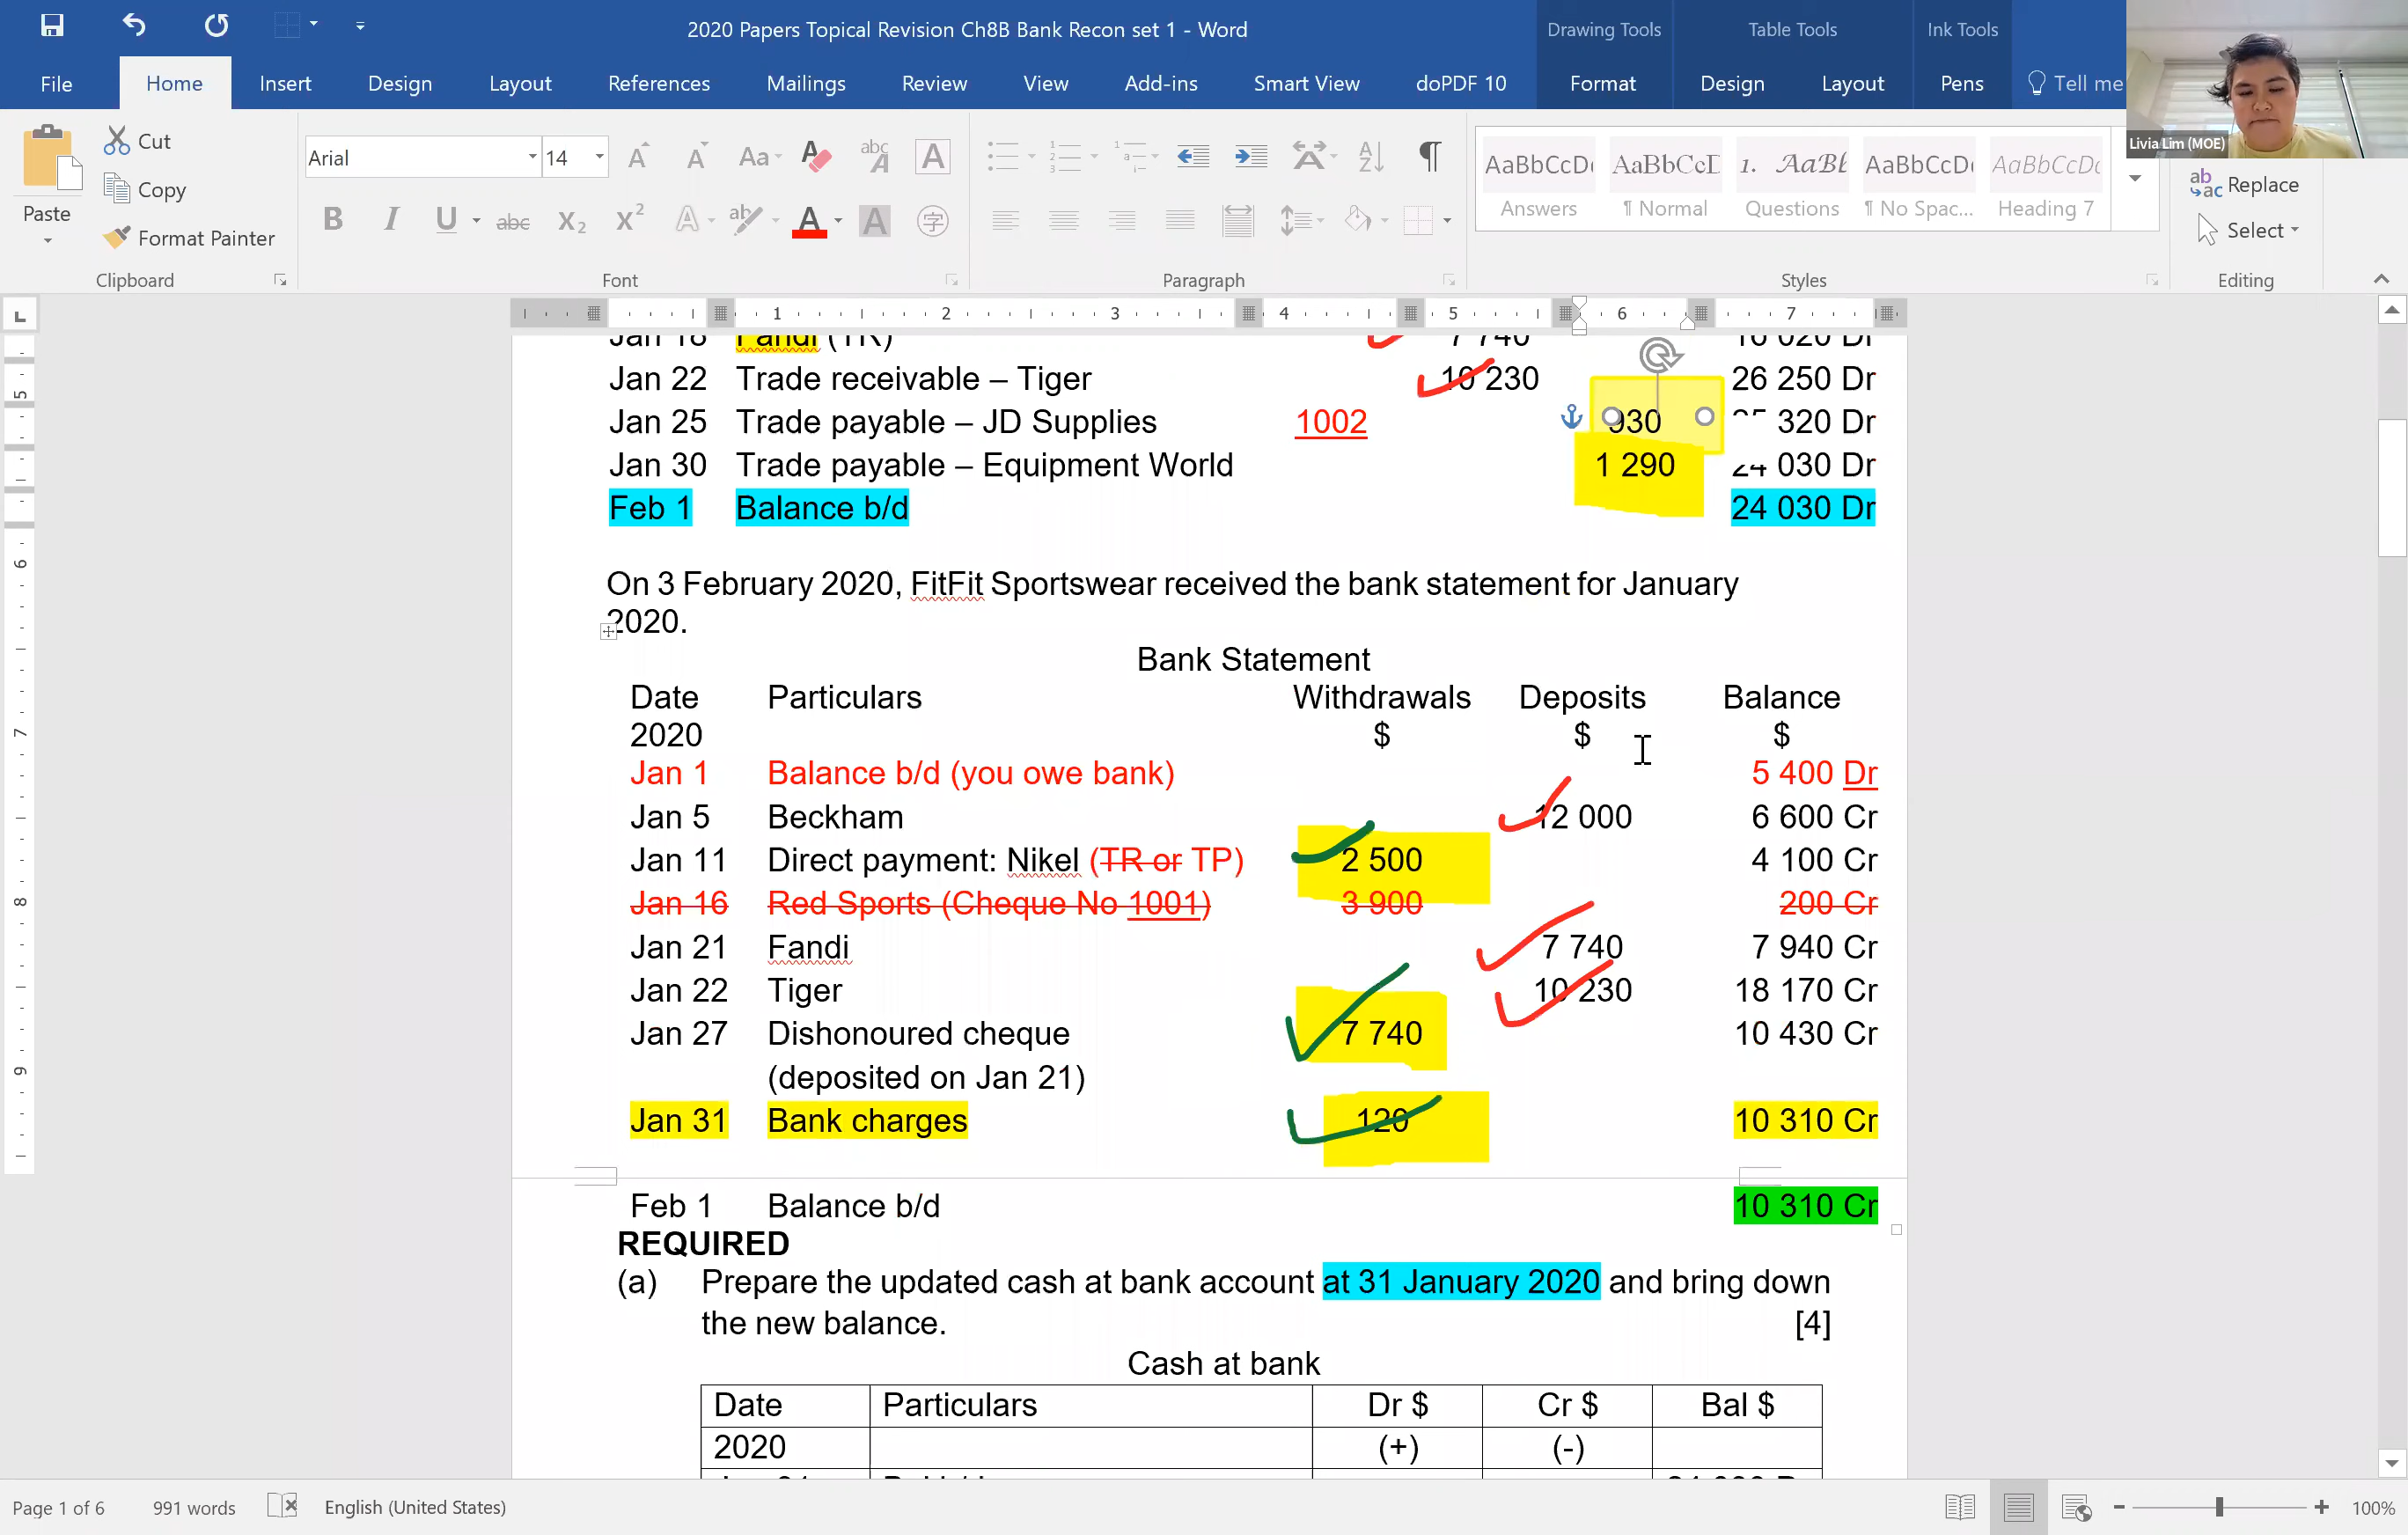 2020 Papers Topical Revision Ch8B Bank Recon set 1 - Word
Drawing Tools Table Tools Ink Tools
File Home Insert Design Layout References Mailings Review View Add-ins Smart View doPDF 10 Format Design Layout Pens Tell me
Livia Lim (MOE)
Paste Cut
Copy
Format Painter
Clipboard
Arial 14
Font
Paragraph
AaBbCcD AaBbCcD 1. AaBb AaBbCcD AaBbCcD
Answers ¶ Normal Questions ¶ No Spac... Heading 7
Styles
Replace
Select
Editing
Jan 18 Fandi (TR) 7 740 16 020 Dr
Jan 22 Trade receivable – Tiger 10 230 26 250 Dr
Jan 25 Trade payable – JD Supplies 1002 930 320 Dr
Jan 30 Trade payable – Equipment World 1 290 24 030 Dr
Feb 1 Balance b/d 24 030 Dr
On 3 February 2020, FitFit Sportswear received the bank statement for January
2020.
Bank Statement
Date Particulars Withdrawals Deposits Balance
2020 $ $ $
Jan 1 Balance b/d (you owe bank) 5 400 Dr
Jan 5 Beckham 12 000 6 600 Cr
Jan 11 Direct payment: Nikel (TR or TP) 2 500 4 100 Cr
Jan 16 Red Sports (Cheque No 1001) 3 900 200 Cr
Jan 21 Fandi 7 740 7 940 Cr
Jan 22 Tiger 10 230 18 170 Cr
Jan 27 Dishonoured cheque 7 740 10 430 Cr
(deposited on Jan 21)
Jan 31 Bank charges 120 10 310 Cr
Feb 1 Balance b/d 10 310 Cr
REQUIRED
(a) Prepare the updated cash at bank account at 31 January 2020 and bring down
the new balance. [4]
Cash at bank
Date Particulars Dr $ Cr $ Bal $
2020 (+) (-)
Page 1 of 6 991 words English (United States) 100%